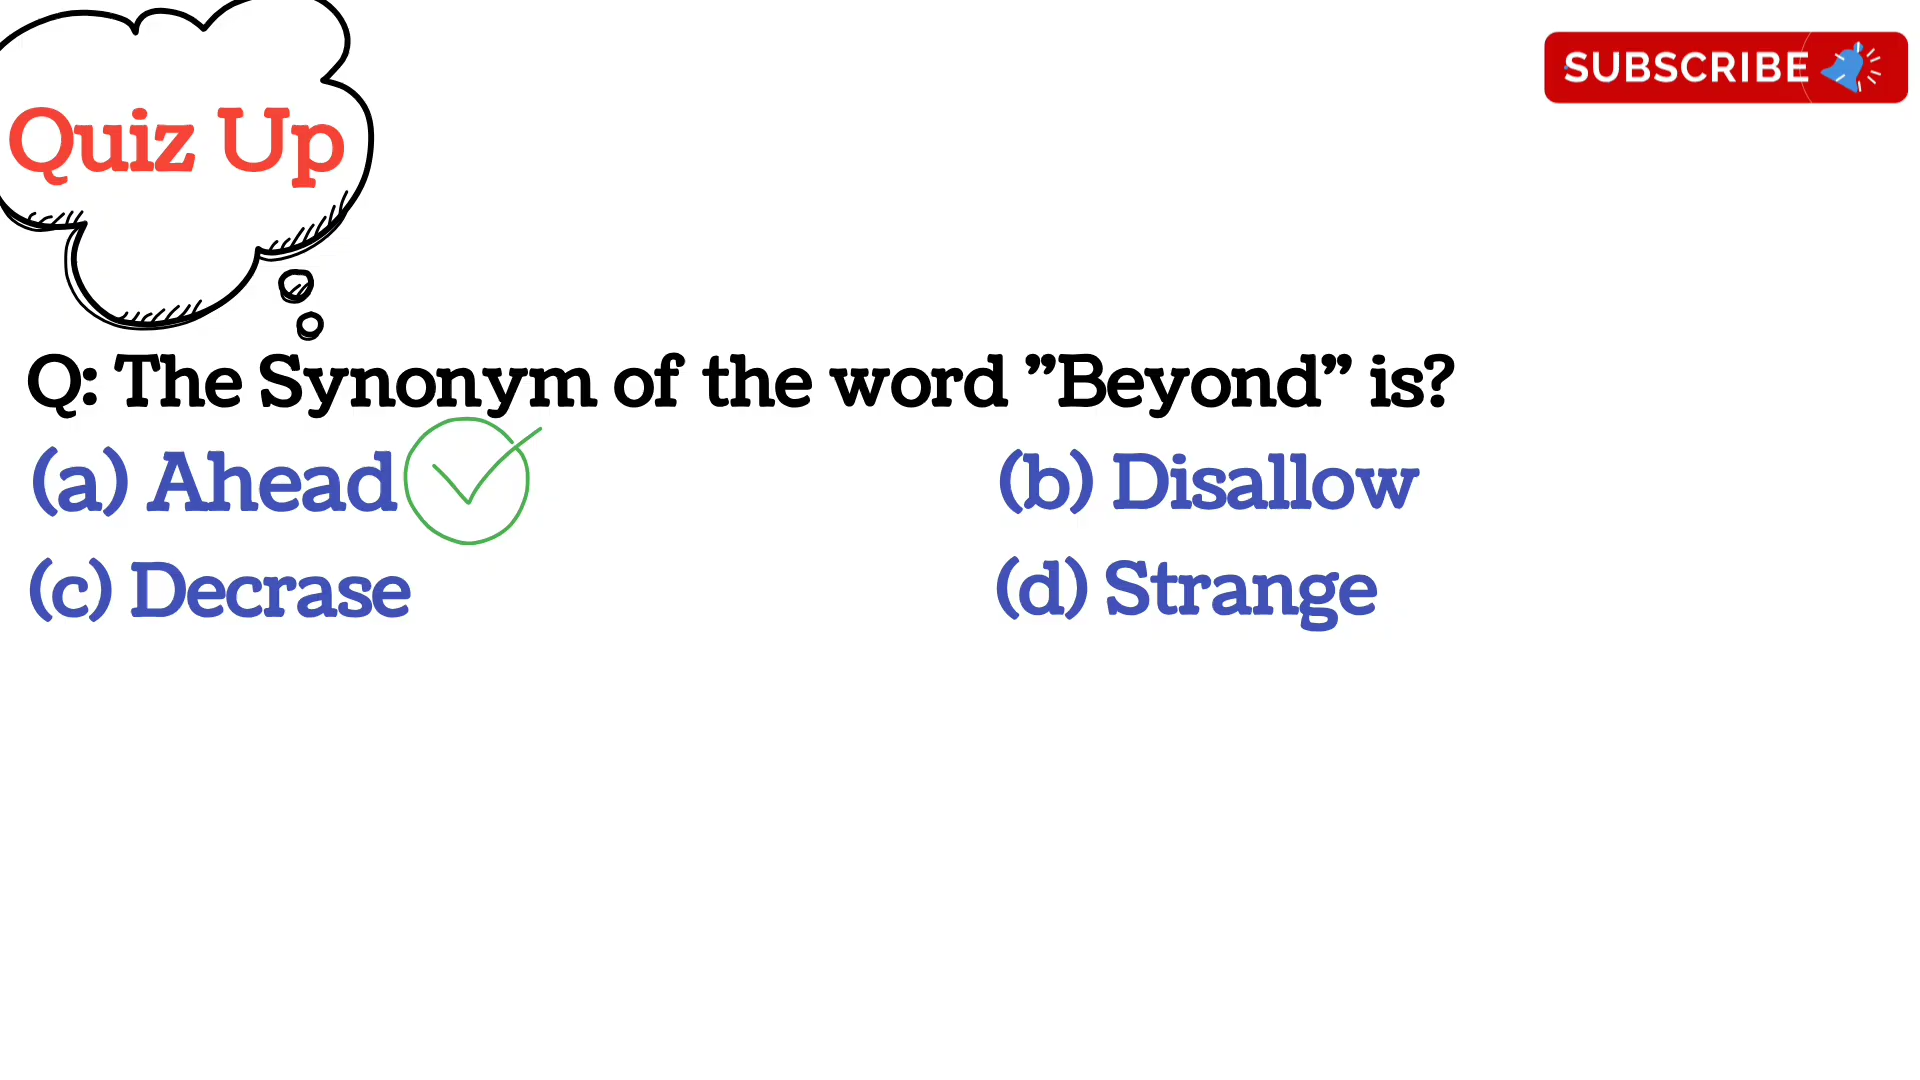 SUBSCRIBE
Quiz Up
Q: The Synonym of the word ”Beyond” is?
(a) Ahead
(b) Disallow
(c) Decrase
(d) Strange